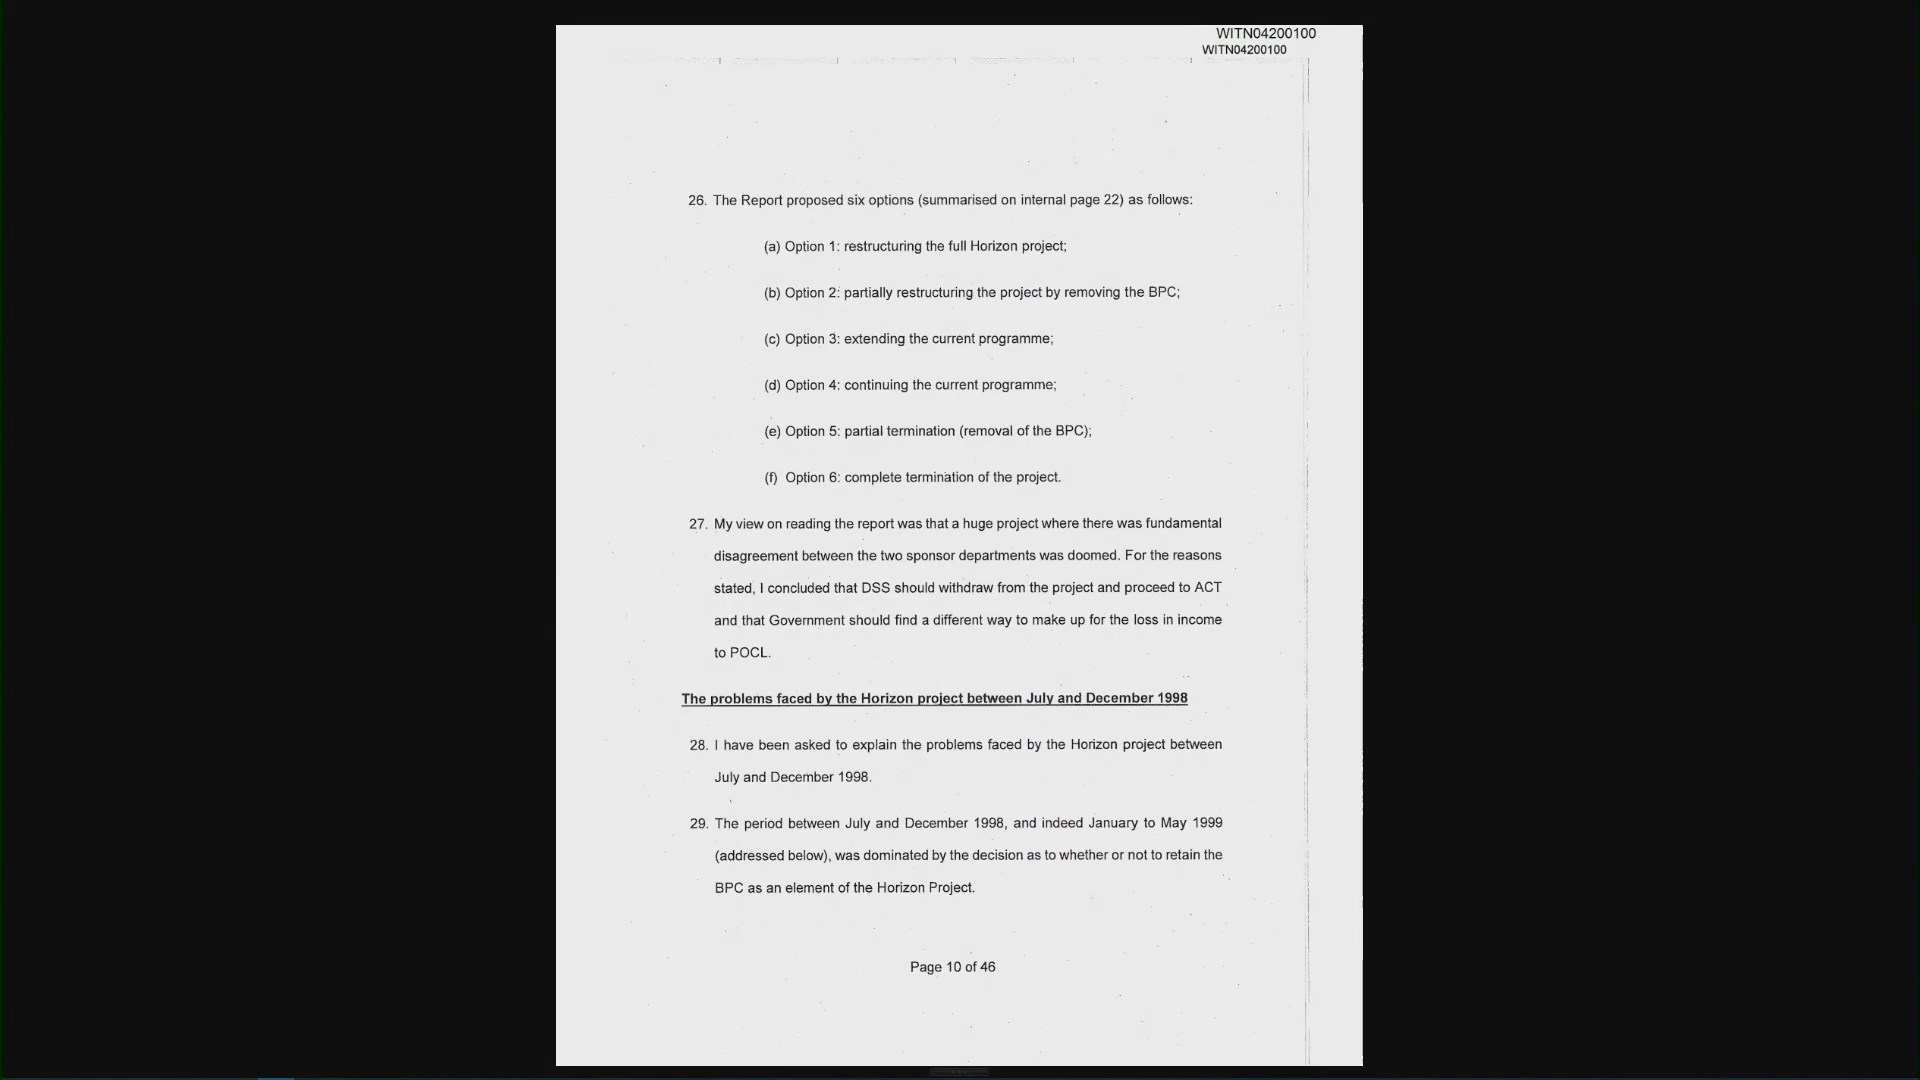 WITN04200100
WITN04200100
26. The Report proposed six options (summarised on internal page 22) as follows:
(a) Option 1: restructuring the full Horizon project;
(b) Option 2: partially restructuring the project by removing the BPC;
(c) Option 3: extending the current programme;
(d) Option 4: continuing the current programme;
(e) Option 5: partial termination (removal of the BPC);
(f) Option 6: complete termination of the project.
27. My view on reading the report was that a huge project where there was fundamental
disagreement between the two sponsor departments was doomed. For the reasons
stated, I concluded that DSS should withdraw from the project and proceed to ACT
and that Government should find a different way to make up for the loss in income
to POCL.
The problems faced by the Horizon project between July and December 1998
28. I have been asked to explain the problems faced by the Horizon project between
July and December 1998.
29. The period between July and December 1998, and indeed January to May 1999
(addressed below), was dominated by the decision as to whether or not to retain the
BPC as an element of the Horizon Project.
Page 10 of 46